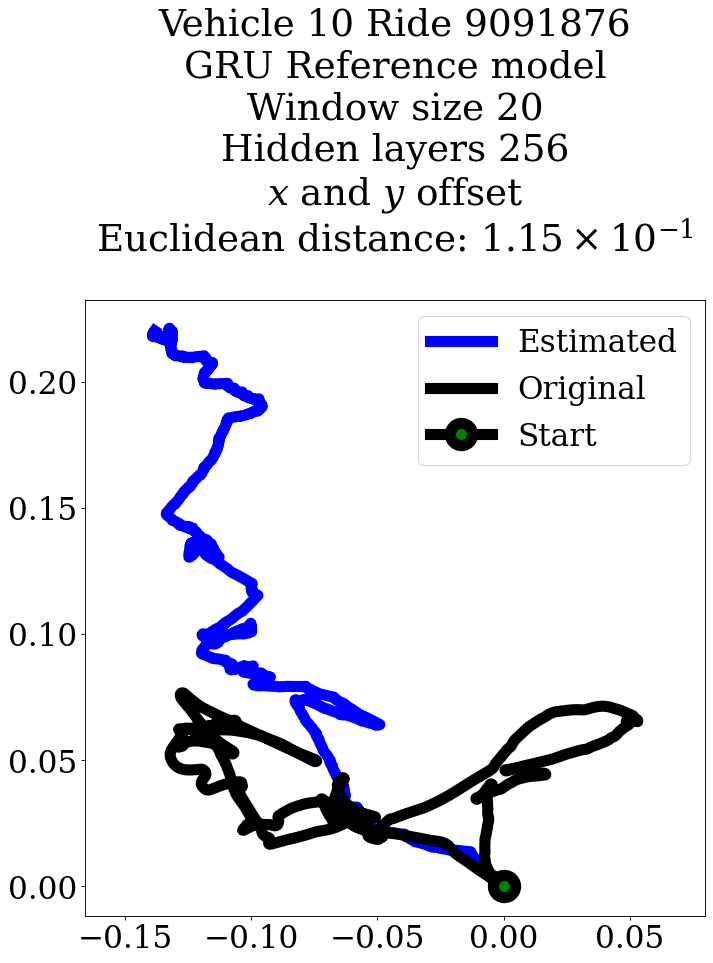 Vehicle 10 Ride 9091876
GRU Reference model
Window size 20
Hidden layers 256
x and y offset
Euclidean distance: 1.15 × 10⁻¹
Estimated
Original
Start
0.20
0.15
0.10
0.05
0.00
−0.15 −0.10 −0.05 0.00 0.05